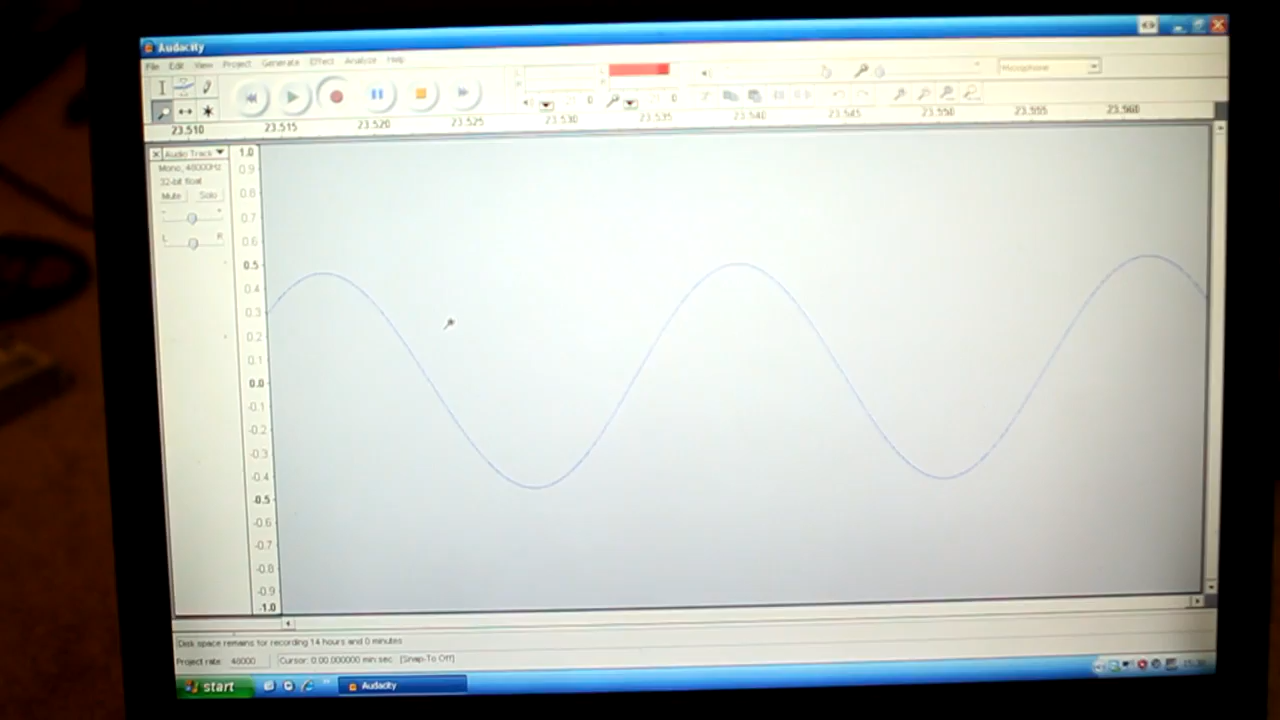 Audacity
File Edit View Project Generate Effect Analyze Help
Microphone
0 0
23.510 23.515 23.520 23.525 23.530 23.535 23.540 23.545 23.550 23.555 23.560
Audio Track
Mono, 48000Hz
32-bit float
Mute Solo
- +
L R
1.0
0.9
0.8
0.7
0.6
0.5
0.4
0.3
0.2
0.1
0.0
-0.1
-0.2
-0.3
-0.4
-0.5
-0.6
-0.7
-0.8
-0.9
-1.0
Disk space remains for recording 14 hours and 0 minutes
Project rate: 48000 Cursor: 0:00.000000 min:sec [Snap-To Off]
start Audacity